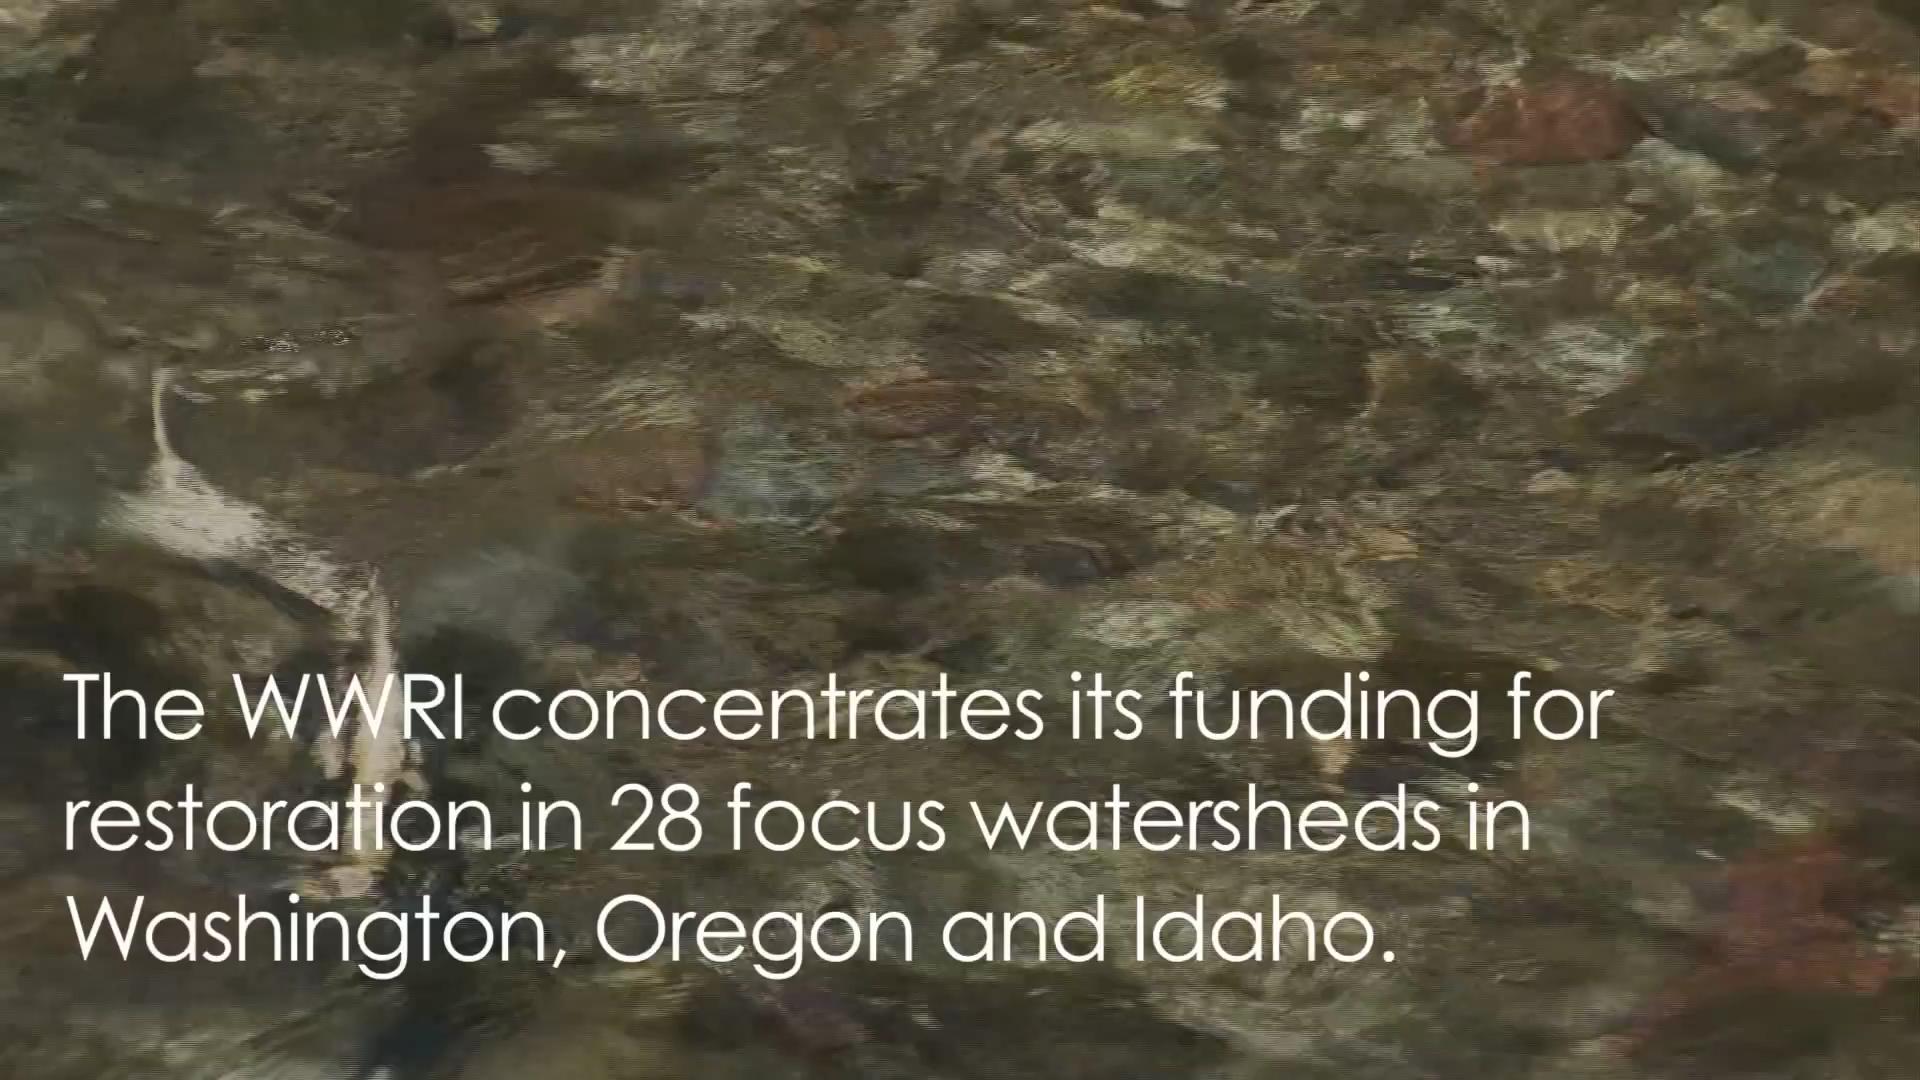 The WWRI concentrates its funding for
restoration in 28 focus watersheds in
Washington, Oregon and Idaho.